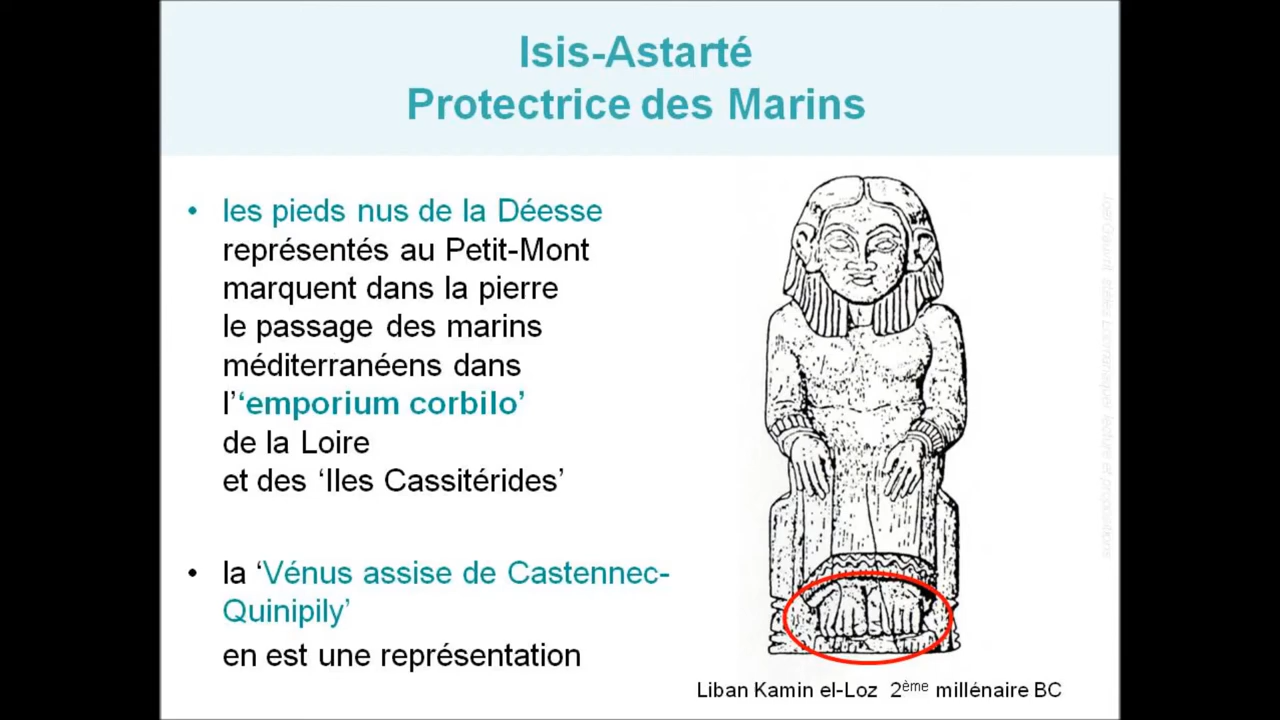 Isis-Astarté
Protectrice des Marins
• les pieds nus de la Déesse
représentés au Petit-Mont
marquent dans la pierre
le passage des marins
méditerranéens dans
l'‘emporium corbilo’
de la Loire
et des ‘Iles Cassitérides’
• la ‘Vénus assise de Castennec-
Quinipily’
en est une représentation
Liban Kamin el-Loz 2ème millénaire BC